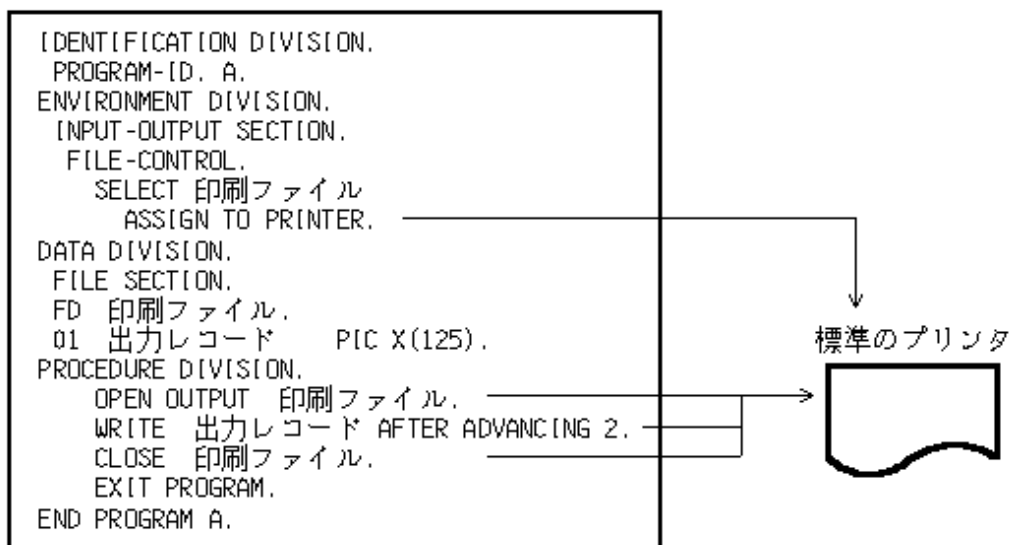 IDENTIFICATION DIVISION.
PROGRAM-ID. A.
ENVIRONMENT DIVISION.
INPUT-OUTPUT SECTION.
FILE-CONTROL.
SELECT 印刷ファイル
ASSIGN TO PRINTER.
DATA DIVISION.
FILE SECTION.
FD 印刷ファイル.
01 出力レコード PIC X(125).
PROCEDURE DIVISION.
OPEN OUTPUT 印刷ファイル.
WRITE 出力レコード AFTER ADVANCING 2.
CLOSE 印刷ファイル.
EXIT PROGRAM.
END PROGRAM A.
標準のプリンタ